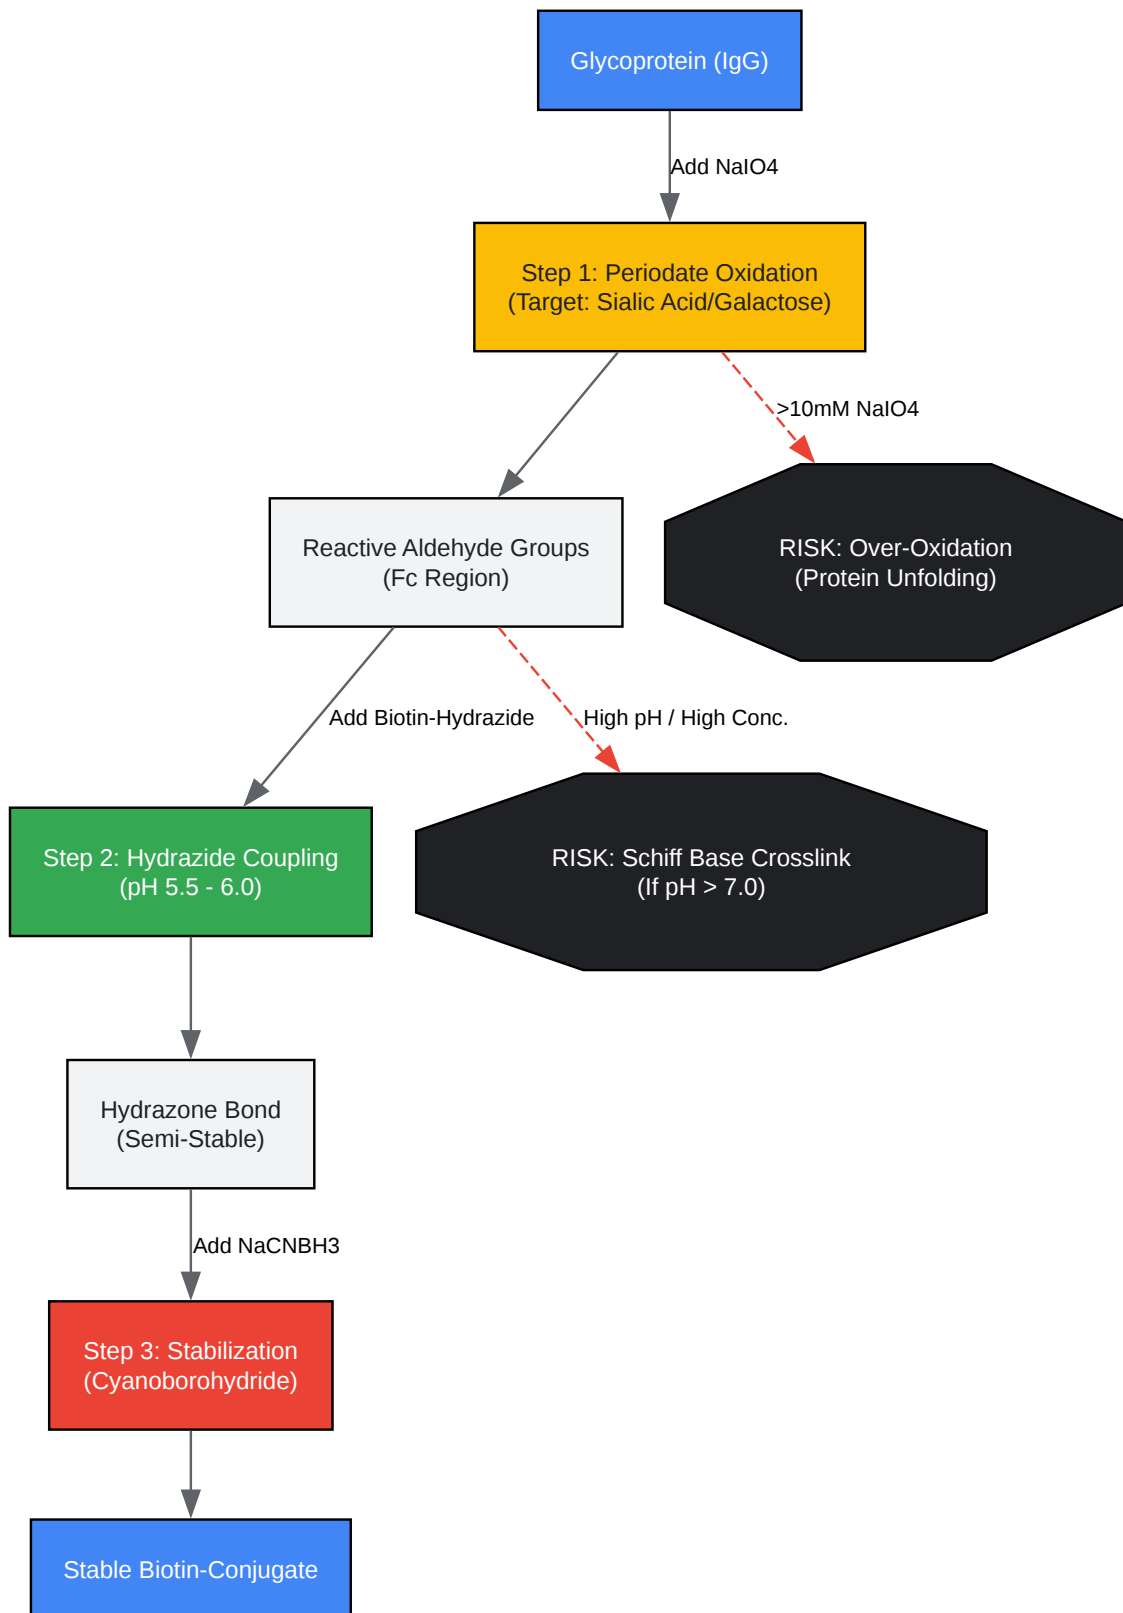 Glycoprotein (IgG)
Add NaIO4
Step 1: Periodate Oxidation
(Target: Sialic Acid/Galactose)
>10mM NaIO4
Reactive Aldehyde Groups
(Fc Region)
RISK: Over-Oxidation
(Protein Unfolding)
Add Biotin-Hydrazide
High pH / High Conc.
Step 2: Hydrazide Coupling
(pH 5.5 - 6.0)
RISK: Schiff Base Crosslink
(If pH > 7.0)
Hydrazone Bond
(Semi-Stable)
Add NaCNBH3
Step 3: Stabilization
(Cyanoborohydride)
Stable Biotin-Conjugate